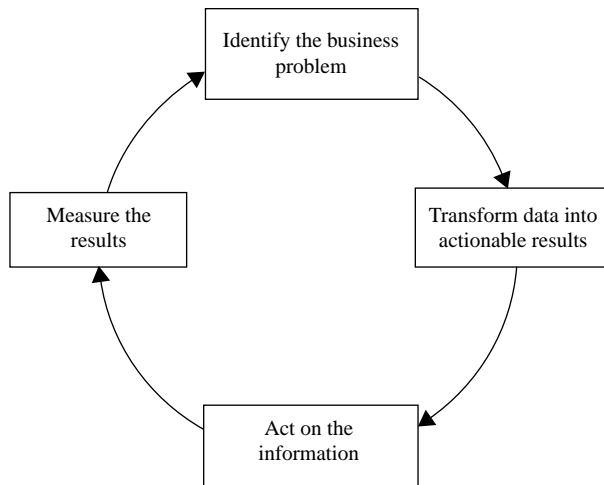 Identify the business
problem
Transform data into
actionable results
Act on the
information
Measure the
results